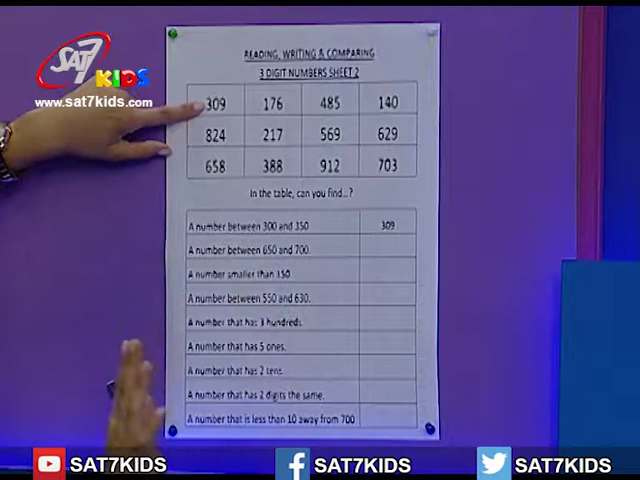 SAT7
KIDS
www.sat7kids.com
READING, WRITING & COMPARING
3 DIGIT NUMBERS SHEET 2
309 176 485 140
824 217 569 629
658 388 912 703
In the table, can you find...?
A number between 300 and 350 309
A number between 650 and 700.
A number smaller than 150
A number between 550 and 630.
A number that has 3 hundreds.
A number that has 5 ones.
A number that has 2 tens.
A number that has 2 digits the same.
A number that is less than 10 away from 700
SAT7KIDS SAT7KIDS SAT7KIDS